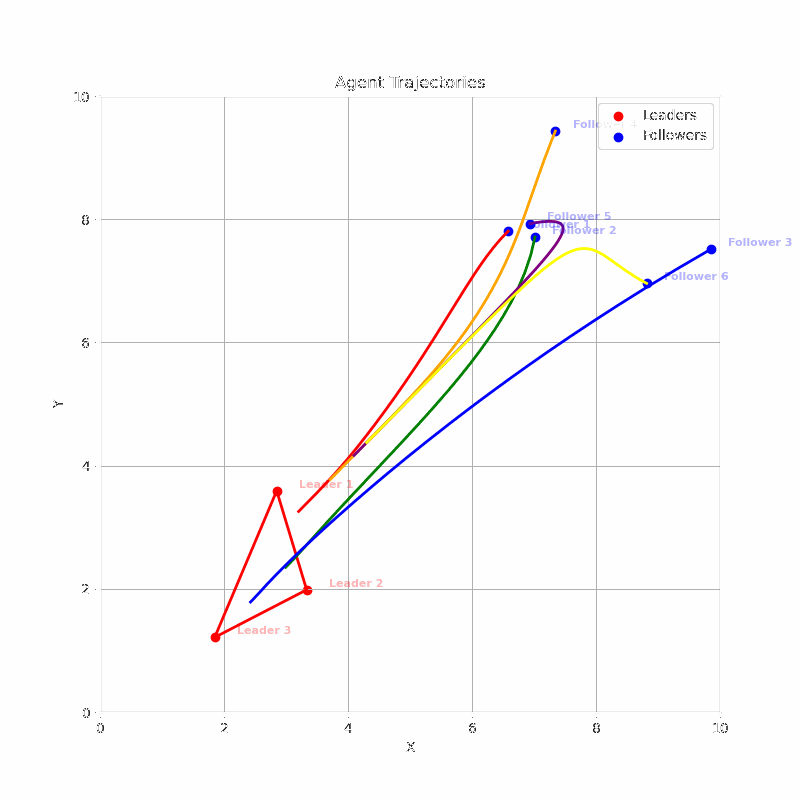 Agent Trajectories
10
Leaders
Followers
Follower 5
Follower 2
Follower 3
Follower 6
8
6
Y
4
Leader 1
2
Leader 2
Leader 3
0
0 2 4 6 8 10
X